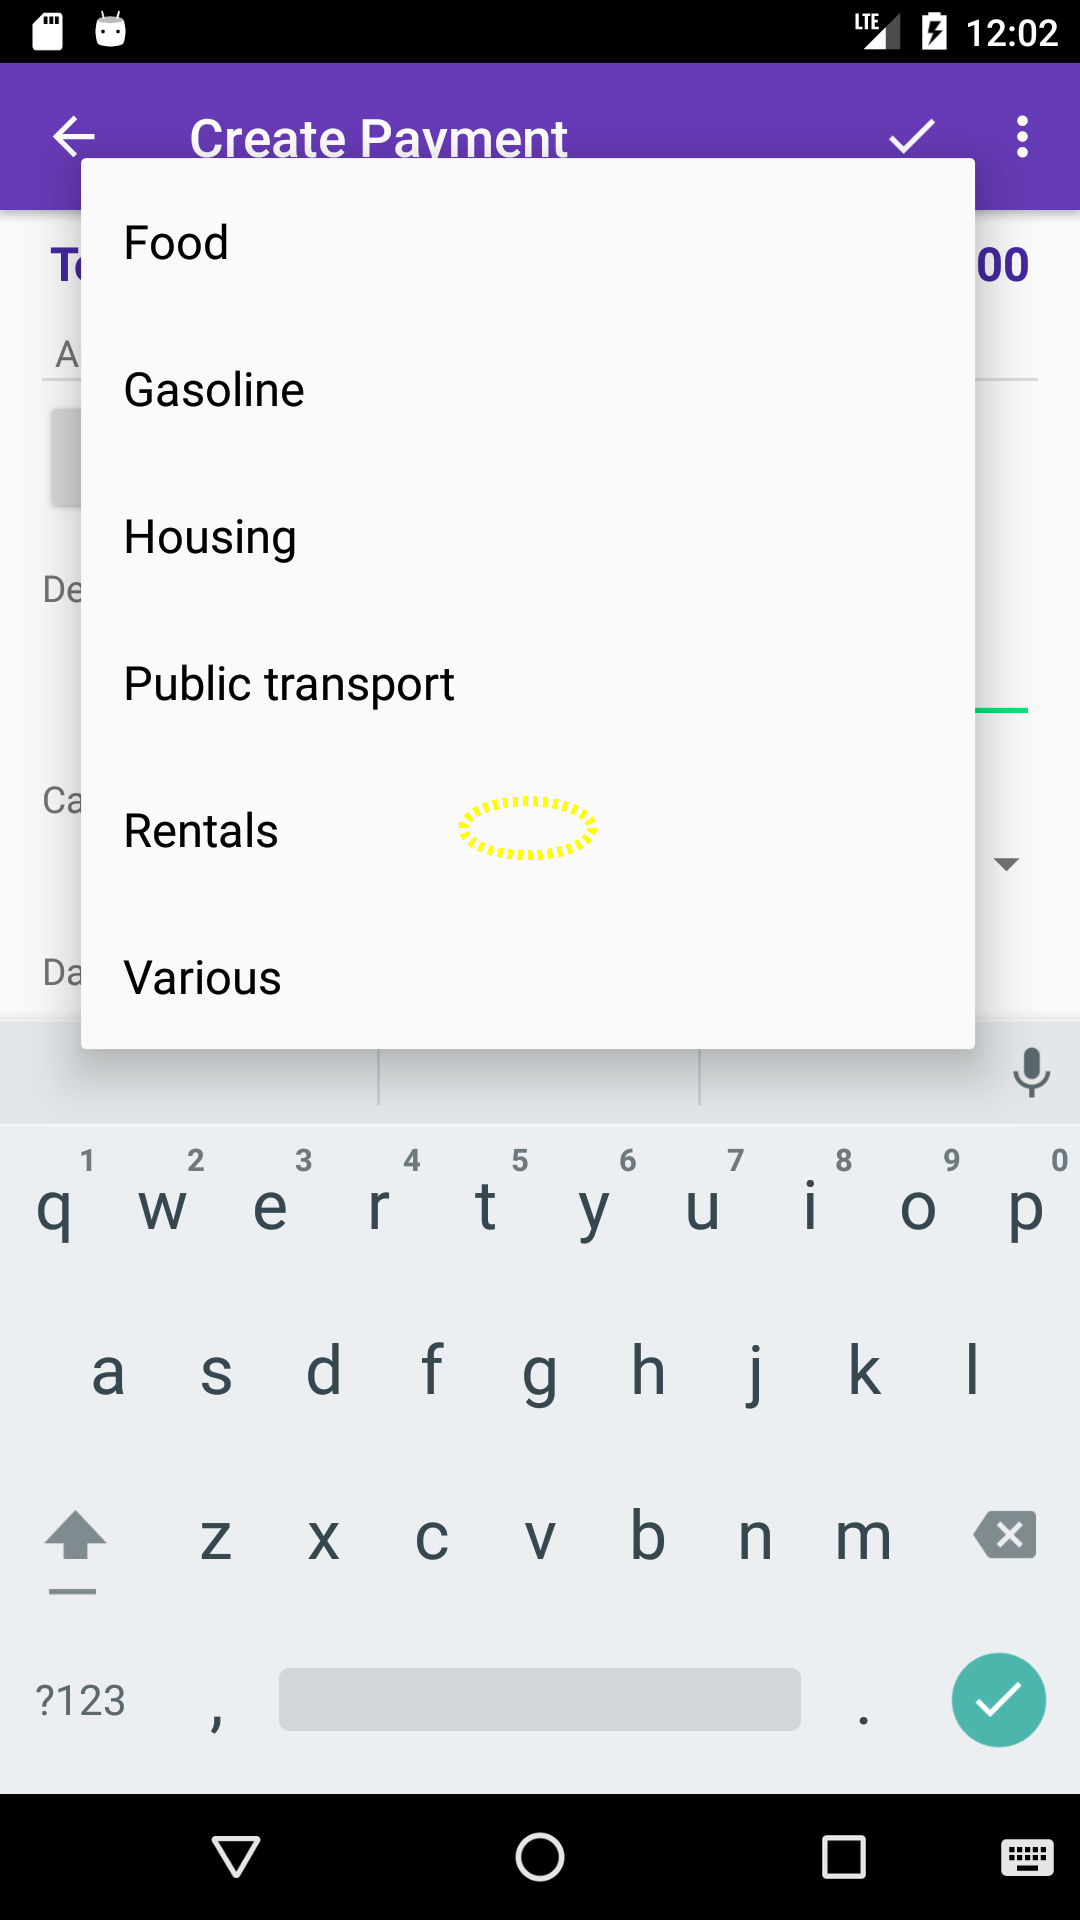 LTE 12:02
Create Payment
00
Food
A
Gasoline
Housing
De
Public transport
Ca
Rentals
Da
Various
1 2 3 4 5 6 7 8 9 0
q w e r t y u i o p
a s d f g h j k l
z x c v b n m
?123 , .